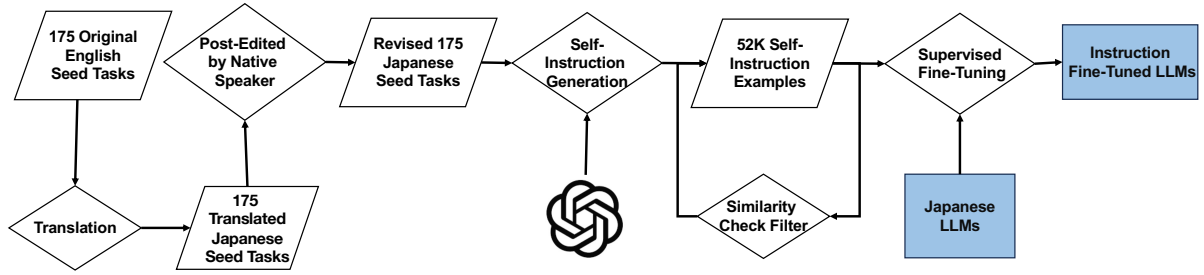 175 Original
English
Seed Tasks
Translation
175
Translated
Japanese
Seed Tasks
Post-Edited
by Native
Speaker
Revised 175
Japanese
Seed Tasks
Self-
Instruction
Generation
52K Self-
Instruction
Examples
Similarity
Check Filter
Supervised
Fine-Tuning
Japanese
LLMs
Instruction
Fine-Tuned LLMs